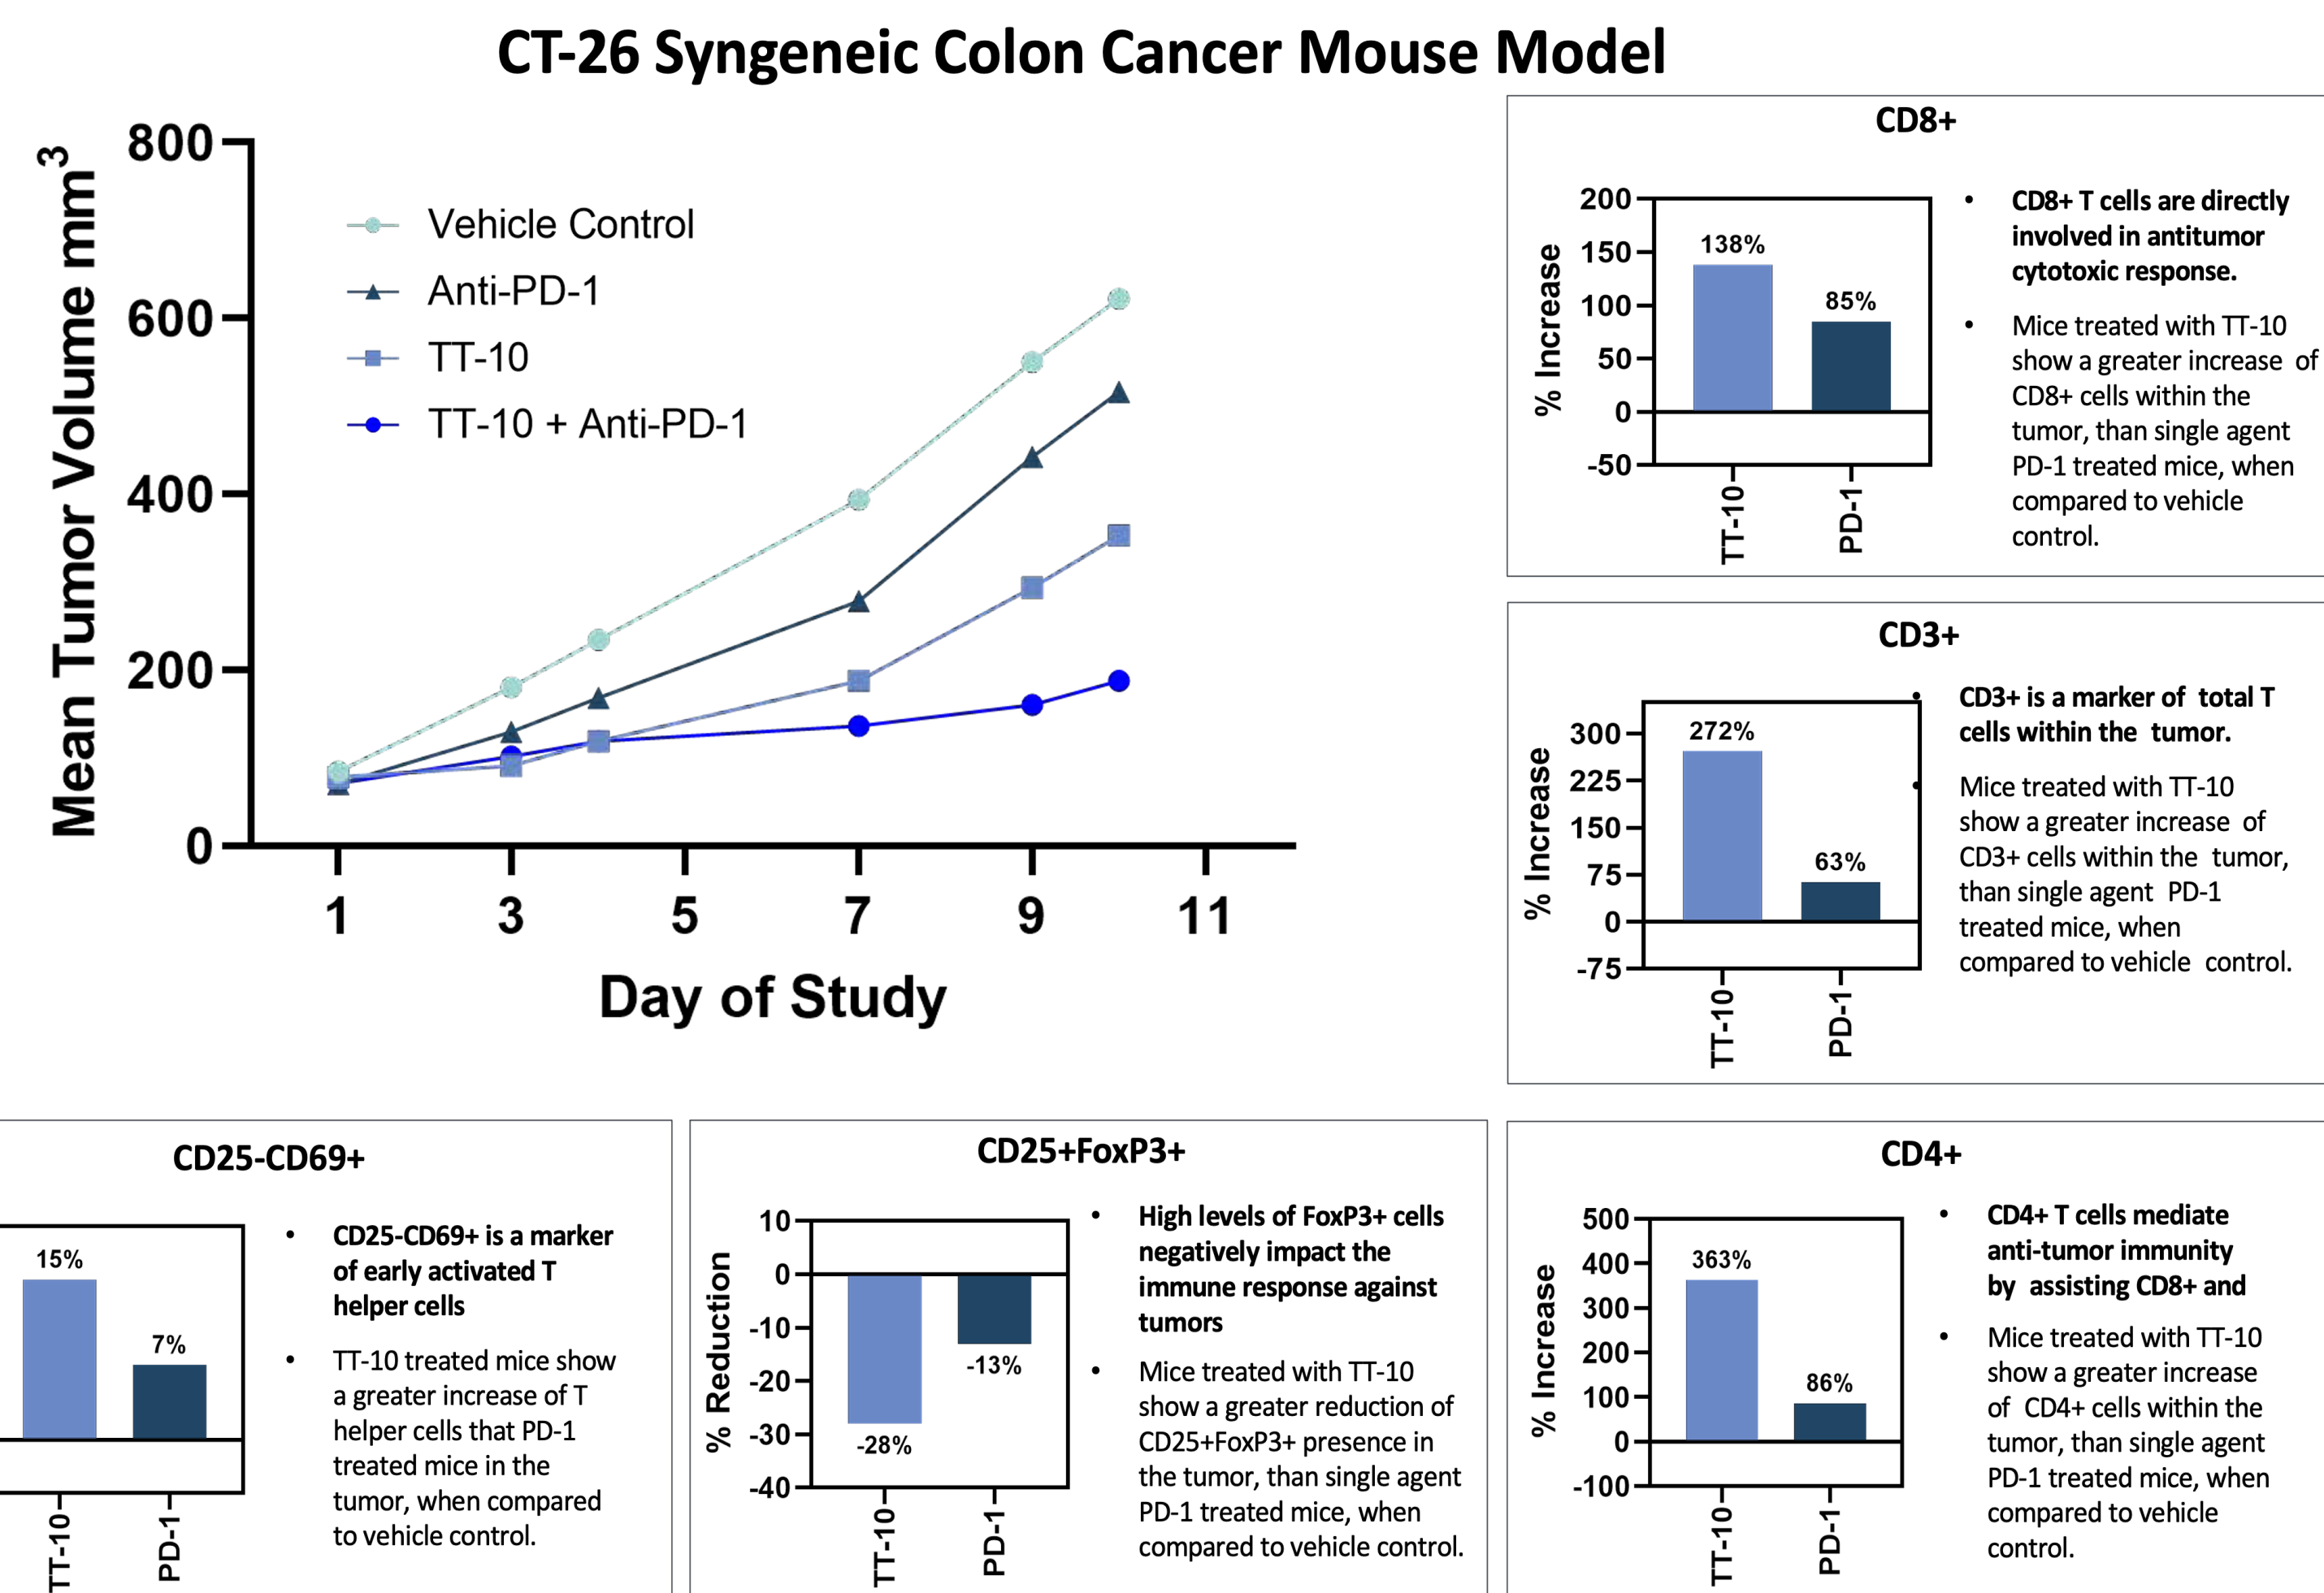 CT-26 Syngeneic Colon Cancer Mouse Model
Mean Tumor Volume mm³
800
600
400
200
0
Vehicle Control
Anti-PD-1
TT-10
TT-10 + Anti-PD-1
1 3 5 7 9 11
Day of Study
CD8+
% Increase
200
150
100
50
0
-50
138%
85%
TT-10
PD-1
• CD8+ T cells are directly
involved in antitumor
cytotoxic response.
• Mice treated with TT-10
show a greater increase of
CD8+ cells within the
tumor, than single agent
PD-1 treated mice, when
compared to vehicle
control.
CD3+
% Increase
300
225
150
75
0
-75
272%
63%
TT-10
PD-1
• CD3+ is a marker of total T
cells within the tumor.
• Mice treated with TT-10
show a greater increase of
CD3+ cells within the tumor,
than single agent PD-1
treated mice, when
compared to vehicle control.
CD25-CD69+
15%
7%
TT-10
PD-1
• CD25-CD69+ is a marker
of early activated T
helper cells
• TT-10 treated mice show
a greater increase of T
helper cells that PD-1
treated mice in the
tumor, when compared
to vehicle control.
CD25+FoxP3+
% Reduction
10
0
-10
-20
-30
-40
-28%
-13%
TT-10
PD-1
• High levels of FoxP3+ cells
negatively impact the
immune response against
tumors
• Mice treated with TT-10
show a greater reduction of
CD25+FoxP3+ presence in
the tumor, than single agent
PD-1 treated mice, when
compared to vehicle control.
CD4+
% Increase
500
400
300
200
100
0
-100
363%
86%
TT-10
PD-1
• CD4+ T cells mediate
anti-tumor immunity
by assisting CD8+ and
• Mice treated with TT-10
show a greater increase
of CD4+ cells within the
tumor, than single agent
PD-1 treated mice, when
compared to vehicle
control.